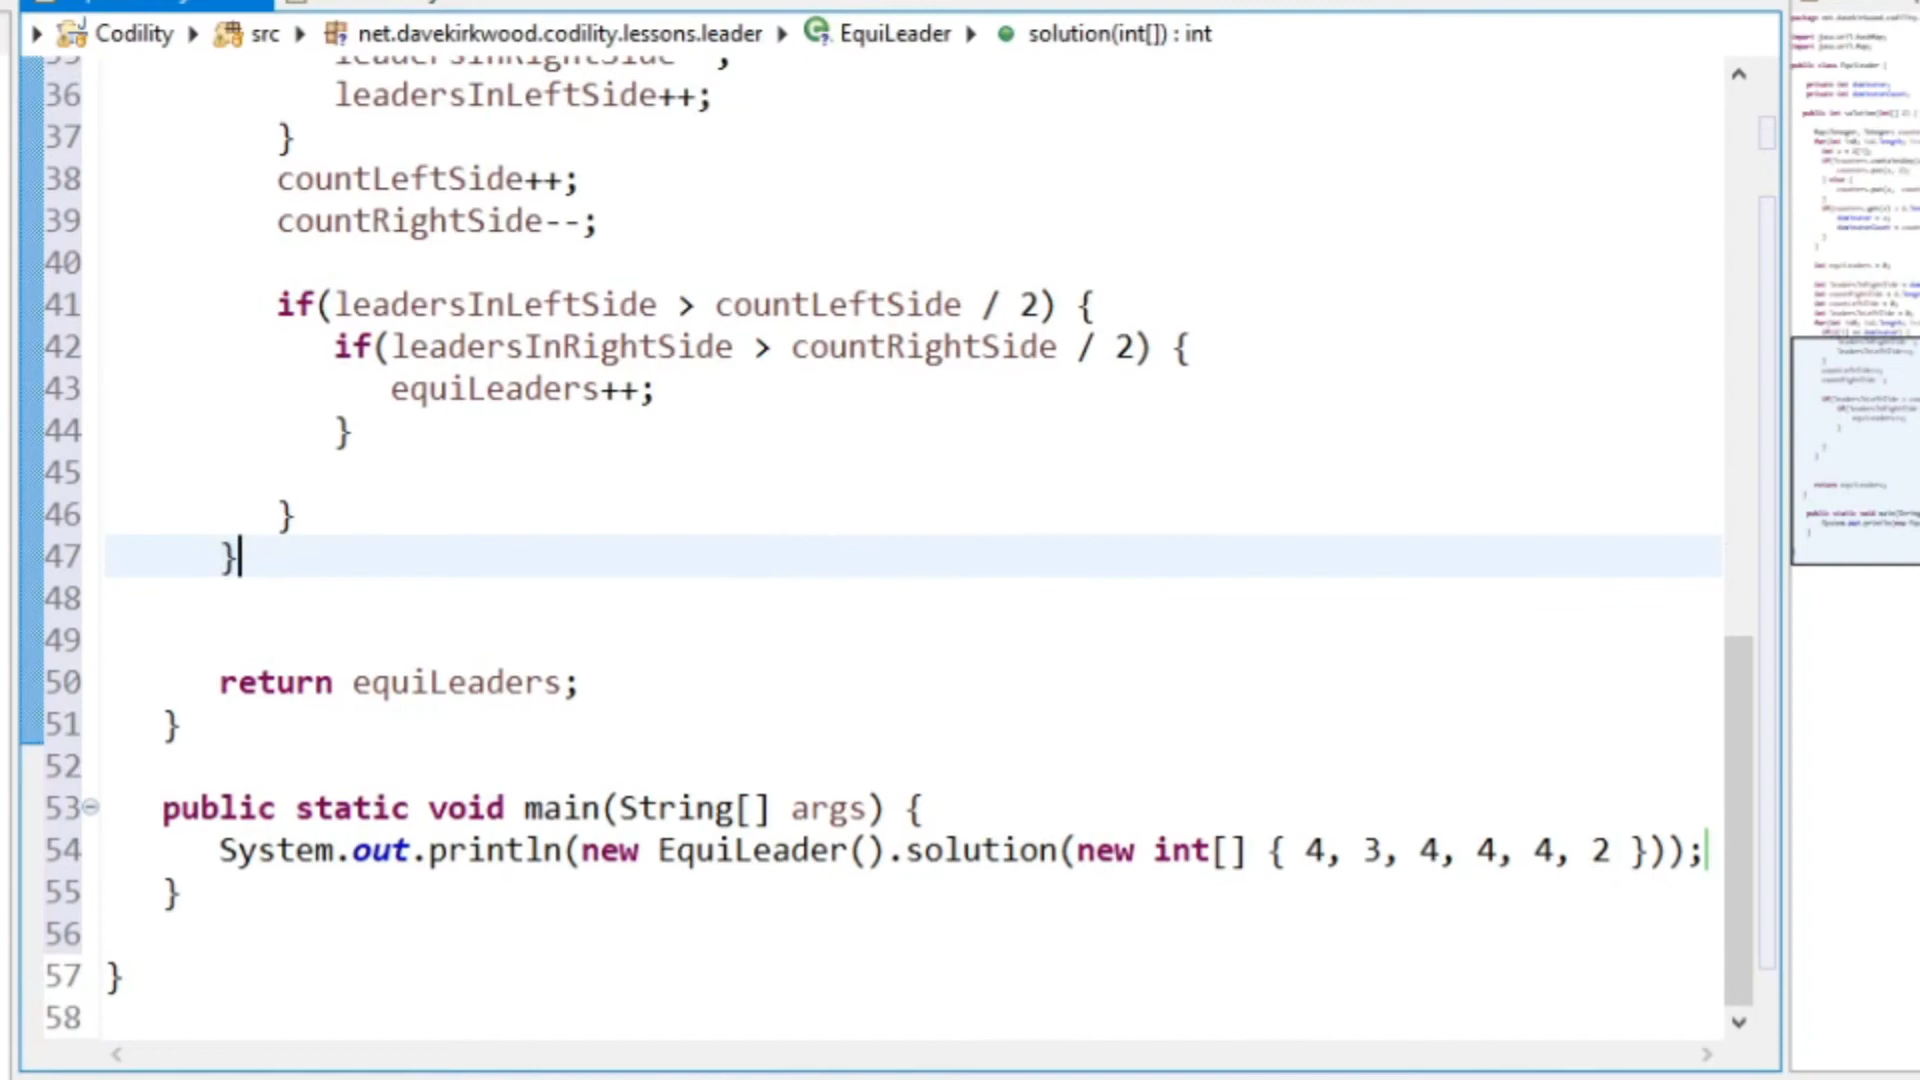 Codility src net.davekirkwood.codility.lessons.leader EquiLeader solution(int[]) : int
36 leadersInLeftSide++;
37 }
38 countLeftSide++;
39 countRightSide--;
40
41 if(leadersInLeftSide > countLeftSide / 2) {
42 if(leadersInRightSide > countRightSide / 2) {
43 equiLeaders++;
44 }
45
46 }
47 }
48
49
50 return equiLeaders;
51 }
52
53 public static void main(String[] args) {
54 System.out.println(new EquiLeader().solution(new int[] { 4, 3, 4, 4, 4, 2 }));
55 }
56
57 }
58